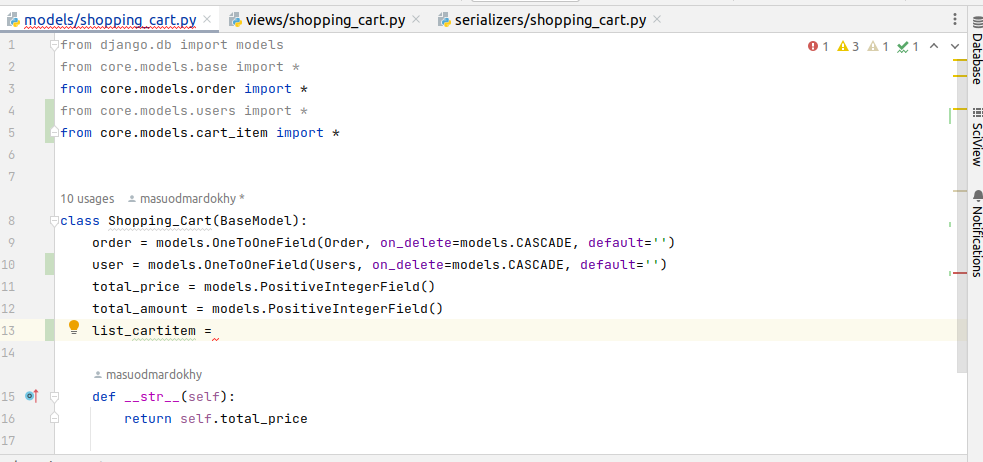 models/shopping_cart.py views/shopping_cart.py serializers/shopping_cart.py
1 from django.db import models 1 3 1 1
2 from core.models.base import *
3 from core.models.order import *
4 from core.models.users import *
5 from core.models.cart_item import *
6
7
10 usages masuodmardokhy *
8 class Shopping_Cart(BaseModel):
9 order = models.OneToOneField(Order, on_delete=models.CASCADE, default='')
10 user = models.OneToOneField(Users, on_delete=models.CASCADE, default='')
11 total_price = models.PositiveIntegerField()
12 total_amount = models.PositiveIntegerField()
13 list_cartitem =
14
masuodmardokhy
15 def __str__(self):
16 return self.total_price
17
Database
SciView
Notifications